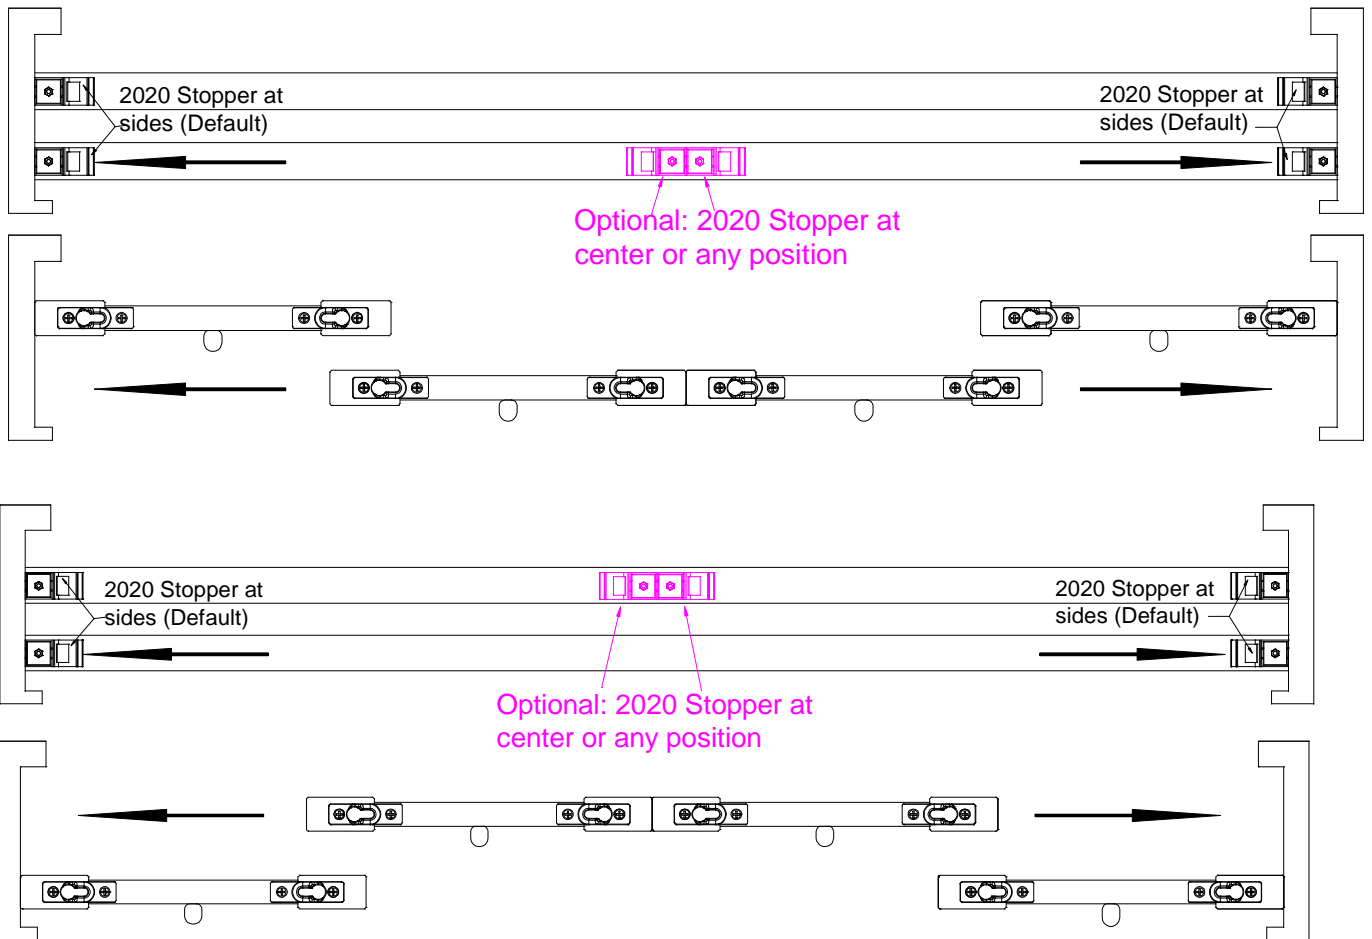 2020 Stopper at
sides (Default)
2020 Stopper at
sides (Default)
Optional: 2020 Stopper at
center or any position
2020 Stopper at
sides (Default)
2020 Stopper at
sides (Default)
Optional: 2020 Stopper at
center or any position